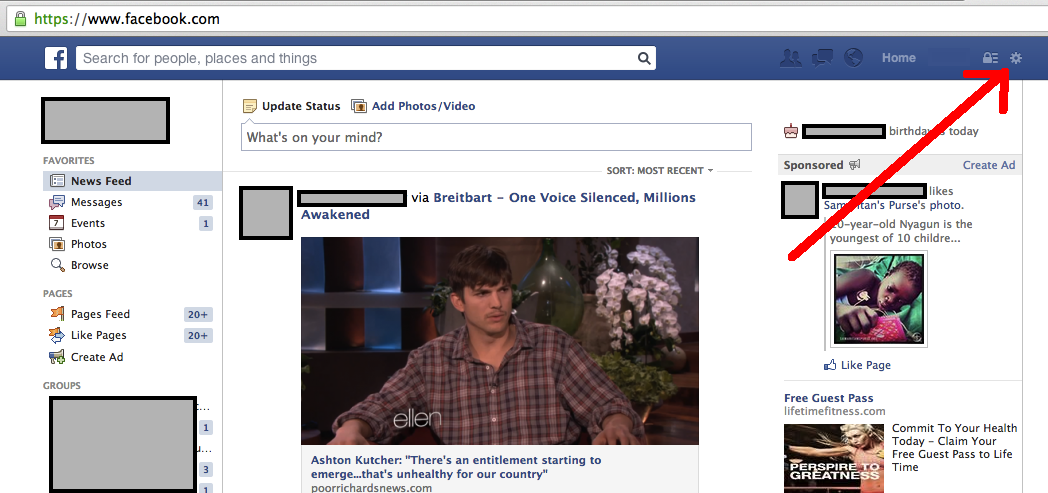 https://www.facebook.com
f
Search for people, places and things
Home
Update Status
Add Photos/Video
What's on your mind?
SORT: MOST RECENT
FAVORITES
News Feed
Messages 41
Events 1
Photos
Browse
PAGES
Pages Feed 20+
Like Pages 20+
Create Ad
GROUPS
...
1
...
3
1
via Breitbart – One Voice Silenced, Millions
Awakened
ellen
Ashton Kutcher: "There's an entitlement starting to
emerge...that's unhealthy for our country"
poorrichardsnews.com
today
Sponsored
Create Ad
likes
Purse's photo.
-year-old Nyagun is the
youngest of 10 childre...
Like Page
Free Guest Pass
lifetimefitness.com
PERSPIRE TO
GREATNESS
Commit To Your Health
Today – Claim Your
Free Guest Pass to Life
Time